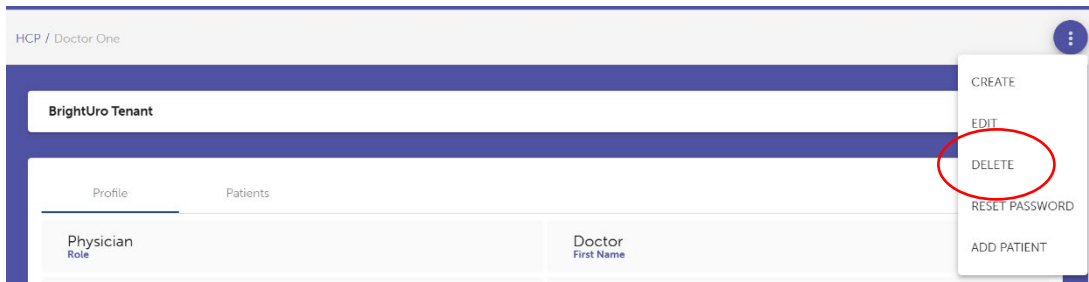 HCP / Doctor One
CREATE
BrightUro Tenant
EDIT
DELETE
Profile Patients
RESET PASSWORD
Physician Doctor
Role First Name
ADD PATIENT